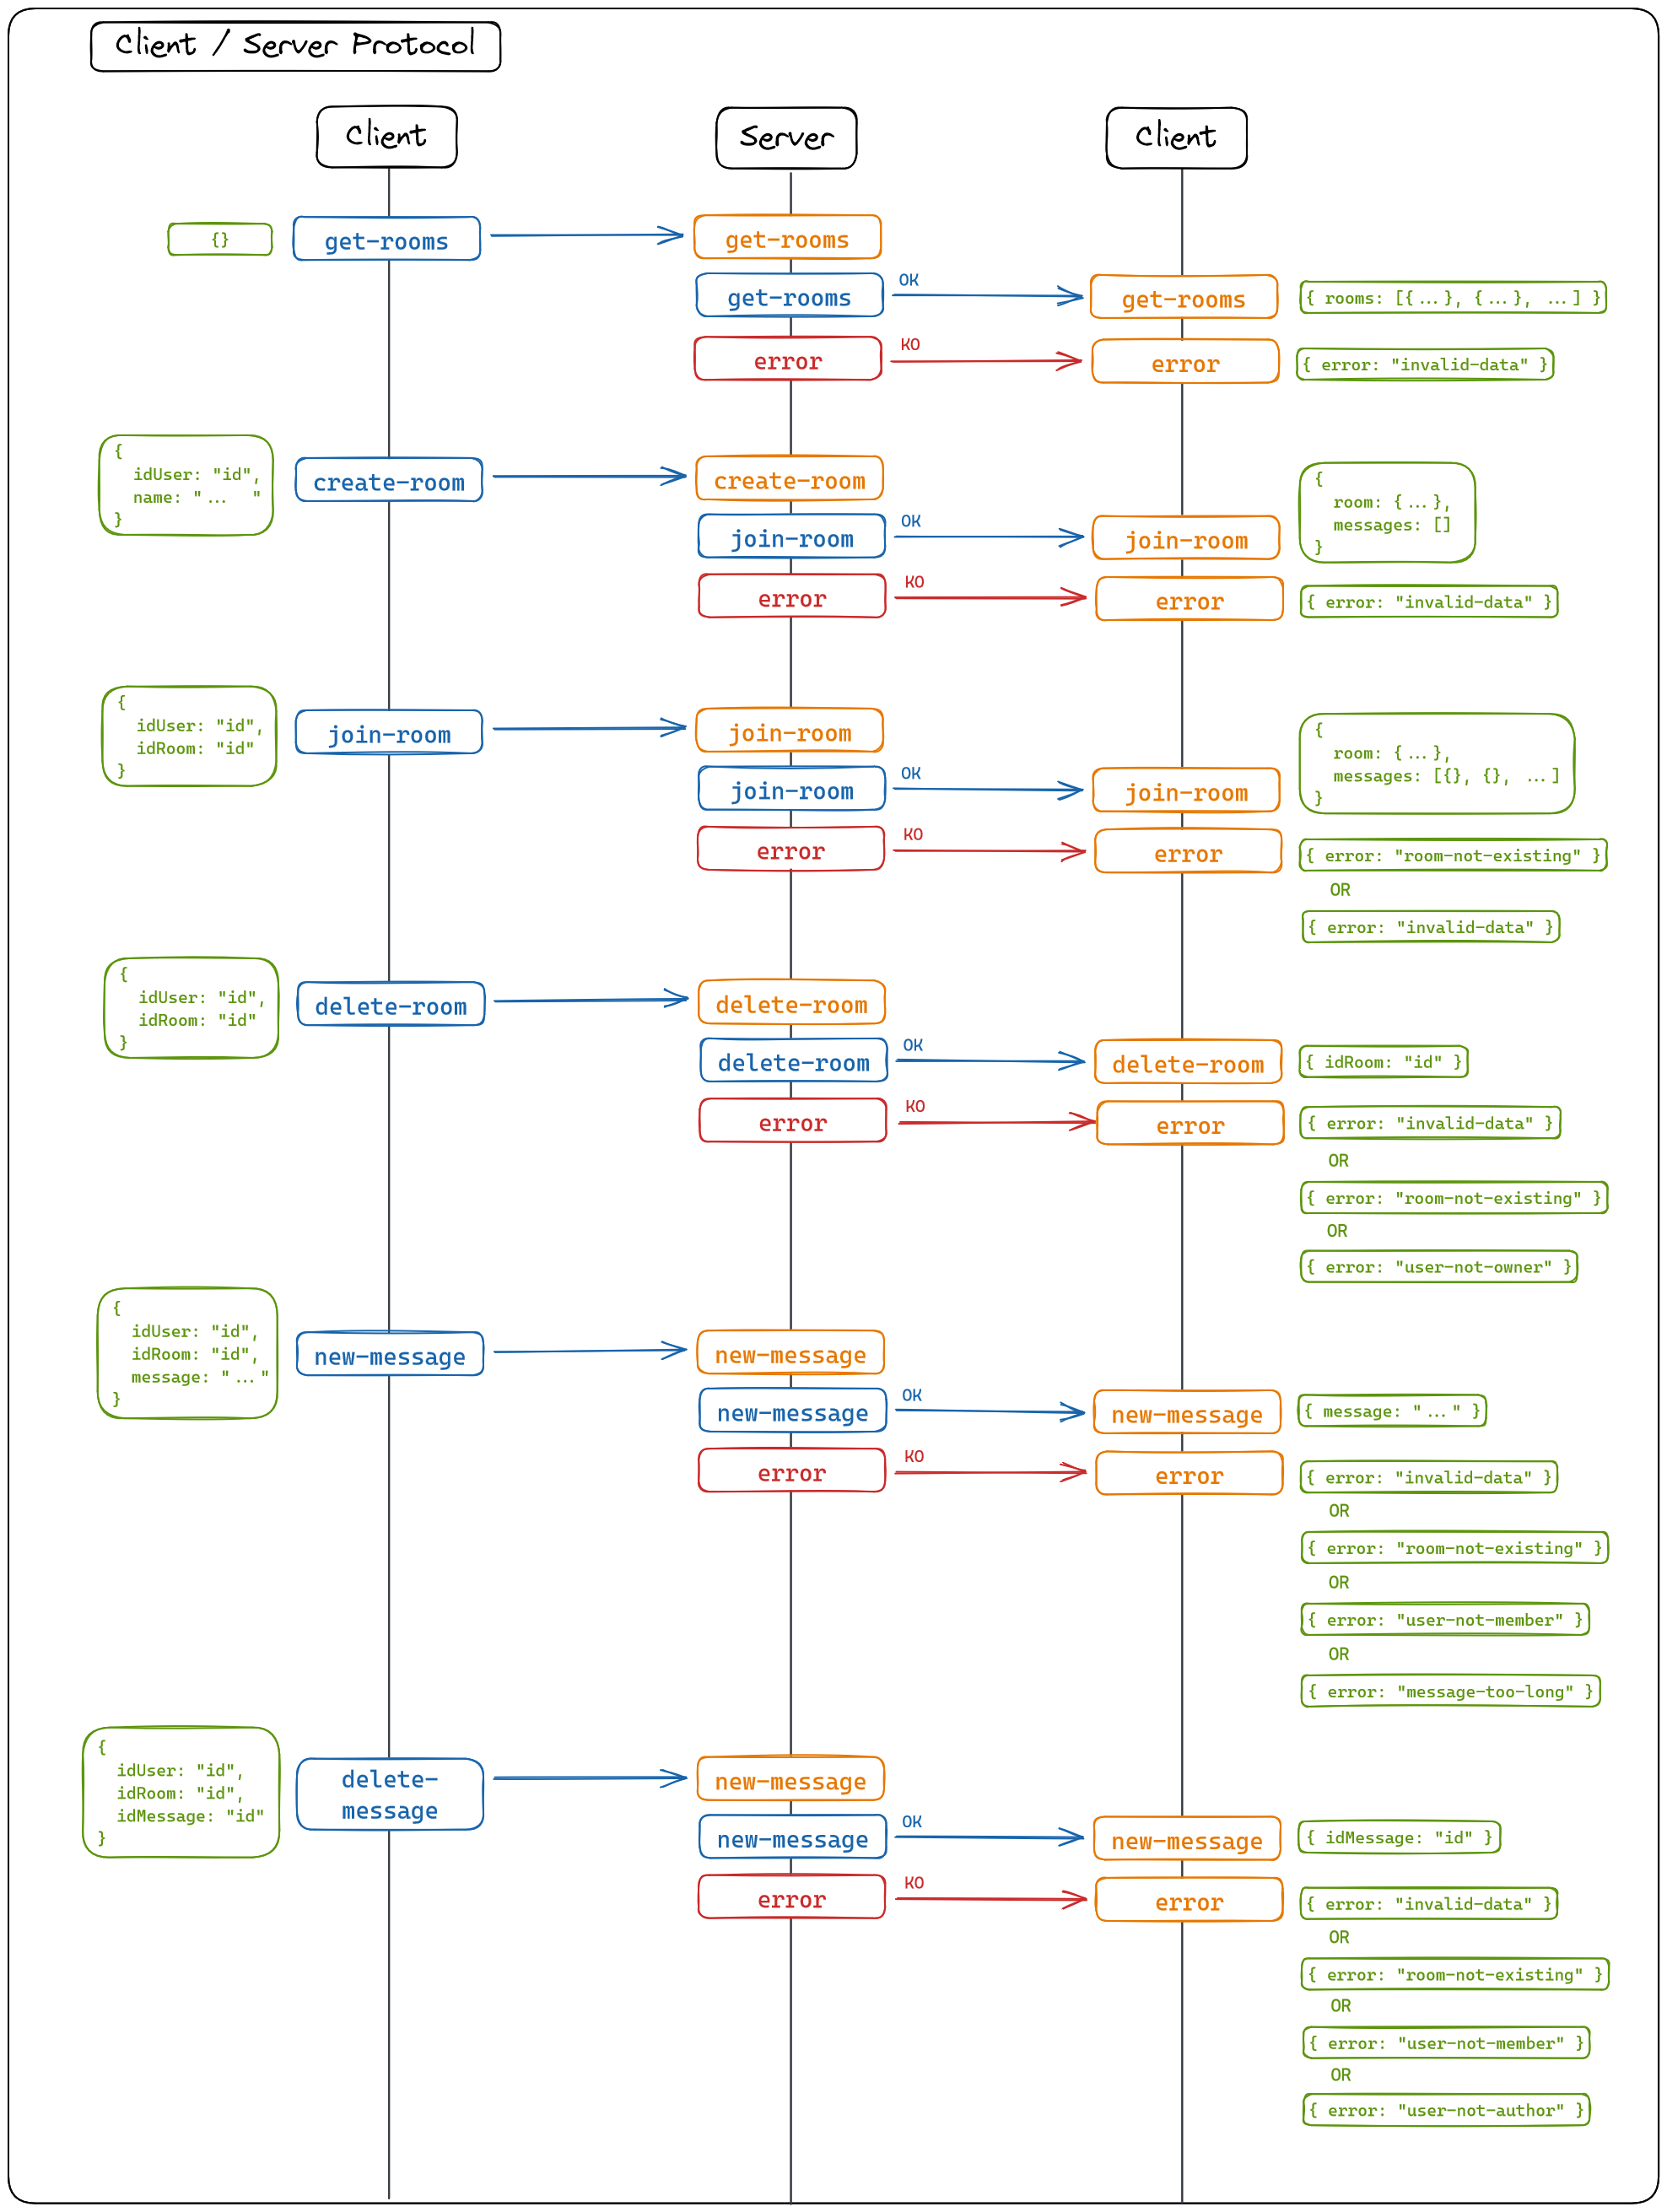 Client / Server Protocol
Client
Server
Client
{}
get-rooms
get-rooms
get-rooms
OK
get-rooms
{ rooms: [{...}, {...}, ...] }
error
KO
error
{ error: "invalid-data" }
{
idUser: "id",
name: "... "
}
create-room
create-room
join-room
OK
join-room
{
room: {...},
messages: []
}
error
KO
error
{ error: "invalid-data" }
{
idUser: "id",
idRoom: "id"
}
join-room
join-room
join-room
OK
join-room
{
room: {...},
messages: [{}, {}, ...]
}
error
KO
error
{ error: "room-not-existing" }
OR
{ error: "invalid-data" }
{
idUser: "id",
idRoom: "id"
}
delete-room
delete-room
delete-room
OK
delete-room
{ idRoom: "id" }
error
KO
error
{ error: "invalid-data" }
OR
{ error: "room-not-existing" }
OR
{ error: "user-not-owner" }
{
idUser: "id",
idRoom: "id",
message: "..."
}
new-message
new-message
new-message
OK
new-message
{ message: "..." }
error
KO
error
{ error: "invalid-data" }
OR
{ error: "room-not-existing" }
OR
{ error: "user-not-member" }
OR
{ error: "message-too-long" }
{
idUser: "id",
idRoom: "id",
idMessage: "id"
}
delete-
message
new-message
new-message
OK
new-message
{ idMessage: "id" }
error
KO
error
{ error: "invalid-data" }
OR
{ error: "room-not-existing" }
OR
{ error: "user-not-member" }
OR
{ error: "user-not-author" }